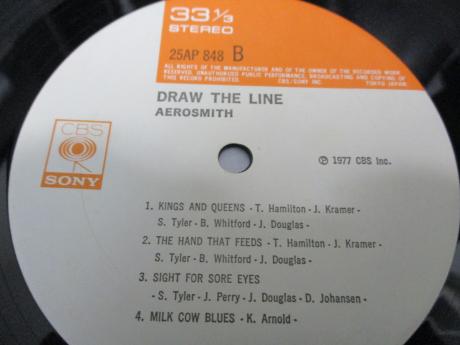 33 1/3
STEREO
25AP 848 B
ALL RIGHTS OF THE MANUFACTURER AND OF THE OWNER OF THE RECORDED WORK
RESERVED. UNAUTHORIZED PUBLIC PERFORMANCE, BROADCASTING AND COPYING OF
THIS RECORD PROHIBITED. CBS/SONY INC
TOKYO JAPAN
DRAW THE LINE
AEROSMITH
CBS
SONY
℗ 1977 CBS Inc.
1. KINGS AND QUEENS - T. Hamilton - J. Kramer -
S. Tyler - B. Whitford - J. Douglas -
2. THE HAND THAT FEEDS - T. Hamilton - J. Kramer -
S. Tyler - B. Whitford - J. Douglas -
3. SIGHT FOR SORE EYES
- S. Tyler - J. Perry - J. Douglas - D. Johansen -
4. MILK COW BLUES - K. Arnold -